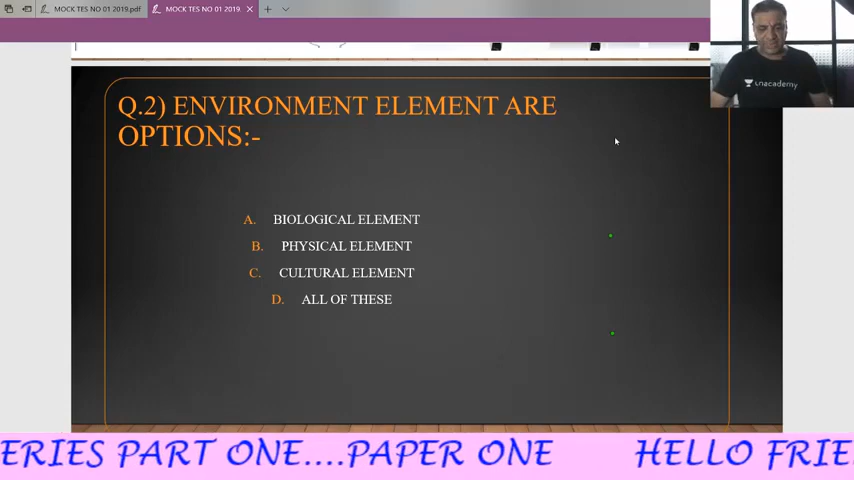 MOCK TES NO 01 2019.pdf
MOCK TES NO 01 2019.
unacademy
Q.2) ENVIRONMENT ELEMENT ARE
OPTIONS:-
A. BIOLOGICAL ELEMENT
B. PHYSICAL ELEMENT
C. CULTURAL ELEMENT
D. ALL OF THESE
ERIES PART ONE....PAPER ONE HELLO FRIE